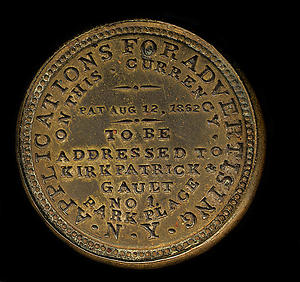 APPLICATIONS FOR ADVERTISING
ON THIS CURRENCY
PAT AUG 12, 1862
TO BE
ADDRESSED TO
KIRKPATRICK &
GAULT
NO 1.
PARK PLACE
N.Y.